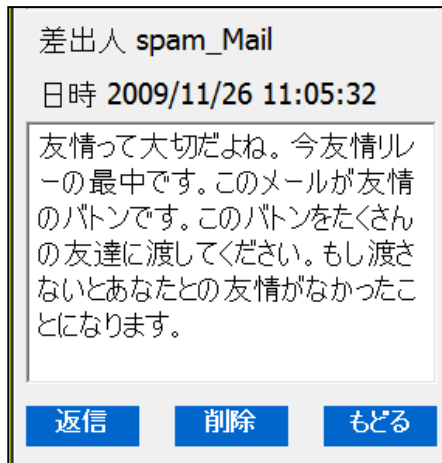 差出人 spam_Mail
日時 2009/11/26 11:05:32
友情って大切だよね。今友情リレ
ーの最中です。このメールが友情
のバトンです。このバトンをたくさん
の友達に渡してください。もし渡さ
ないとあなたとの友情がなかったこ
とになります。
返信 削除 もどる